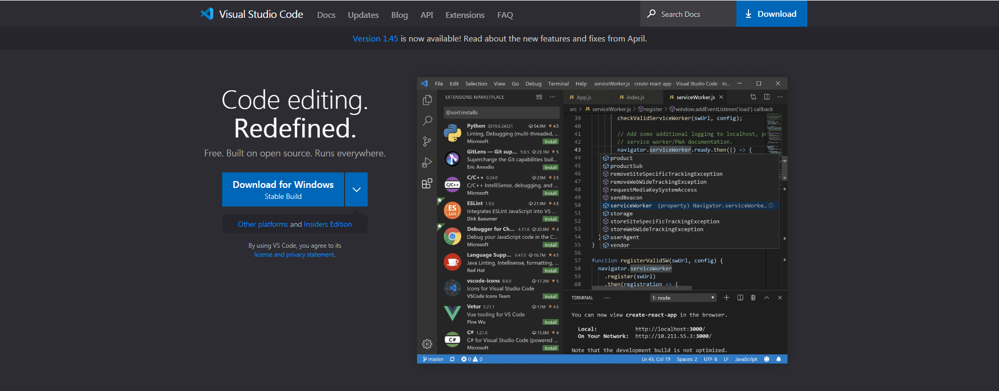 Visual Studio Code Docs Updates Blog API Extensions FAQ Search Docs Download
Version 1.45 is now available! Read about the new features and fixes from April.
Code editing.
Redefined.
Free. Built on open source. Runs everywhere.
Download for Windows
Stable Build
Other platforms and Insiders Edition
By using VS Code, you agree to its
license and privacy statement.
File Edit Selection View Go Debug Terminal Help serviceWorker.js - create-react-app - Visual Studio Code - In...
EXTENSIONS: MARKETPLACE
@sort:installs
Python 2019.6.24221 54.9M 4.5
Linting, Debugging (multi-threaded, ...
Microsoft Install
GitLens — Git sup... 9.8.5 23.1M 5
Supercharge the Git capabilities buil...
Eric Amodio Install
C/C++
C/C++ 0.24.0 23M 3.5
C/C++ IntelliSense, debugging, and ...
Microsoft Install
ES
Lint
ESLint 1.9.0 21.9M 4.5
Integrates ESLint JavaScript into VS ...
Dirk Baeumer Install
Debugger for Ch... 4.11.6 20.6M 4
Debug your JavaScript code in the C...
Microsoft Install
Language Supp... 0.47.0 18.7M 4.5
Java Linting, Intellisense, formatting, ...
Red Hat Install
vscode-icons 8.8.0 17.2M 5
Icons for Visual Studio Code
VSCode Icons Team Install
Vetur 0.21.1 17M 4.5
Vue tooling for VS Code
Pine Wu Install
C#
C# 1.21.0 15.6M 4
C# for Visual Studio Code (powered ...
Microsoft Install
JS App.js JS index.js JS serviceWorker.js
src > JS serviceWorker.js > register > window.addEventListener('load') callback
39 checkValidServiceWorker(swUrl, config);
40
41 // Add some additional logging to localhost, p
42 // service worker/PWA documentation.
43 navigator.serviceWorker.ready.then(() => {
44 product
45 productSub
46 removeSiteSpecificTrackingException
47 removeWebWideTrackingException
48 requestMediaKeySystemAccess
49 sendBeacon
50 serviceWorker (property) Navigator.serviceWorke...
51 storage
52 storeSiteSpecificTrackingException
53 storeWebWideTrackingException
54 } userAgent
55 } vendor
56
57 function registerValidSW(swUrl, config) {
58 navigator.serviceWorker
59 .register(swUrl)
60 .then(registration => {
TERMINAL ... 1: node
You can now view create-react-app in the browser.
Local: http://localhost:3000/
On Your Network: http://10.211.55.3:3000/
Note that the development build is not optimized.
master 0 0 Ln 43, Col 19 Spaces: 2 UTF-8 LF JavaScript